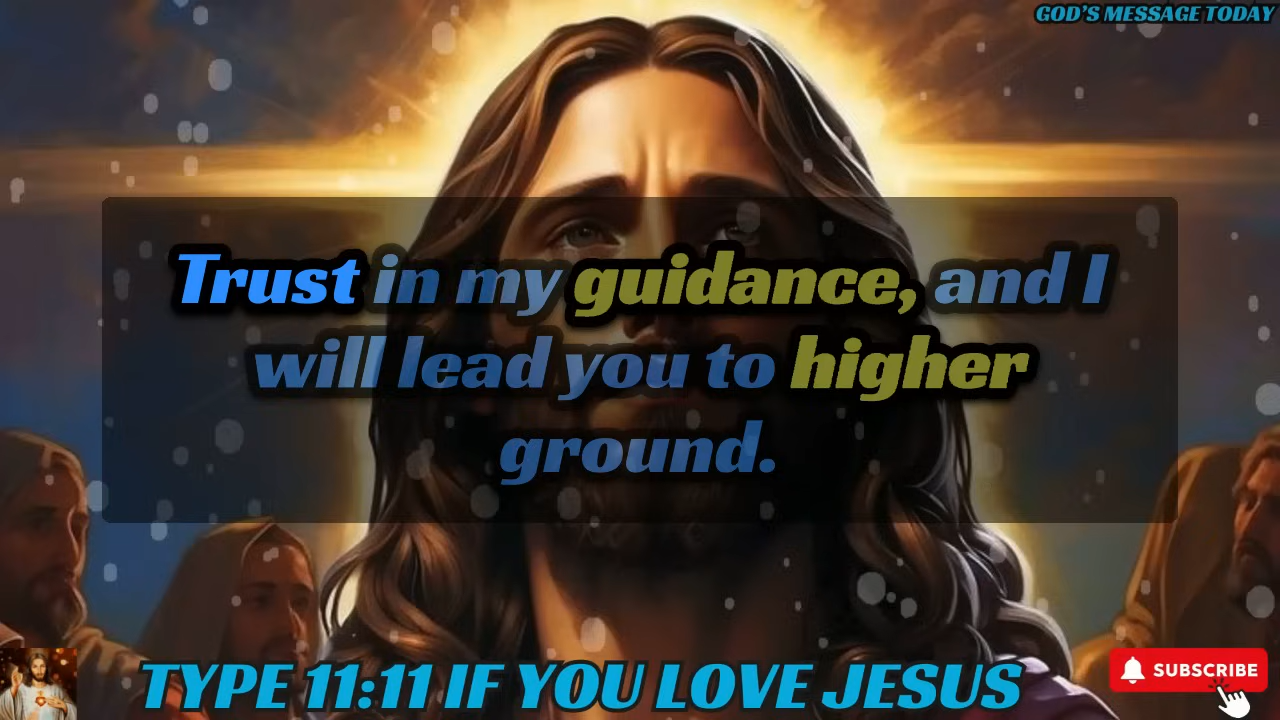 GOD'S MESSAGE TODAY
Trust in my guidance, and I
will lead you to higher
ground.
TYPE 11:11 IF YOU LOVE JESUS
SUBSCRIBE